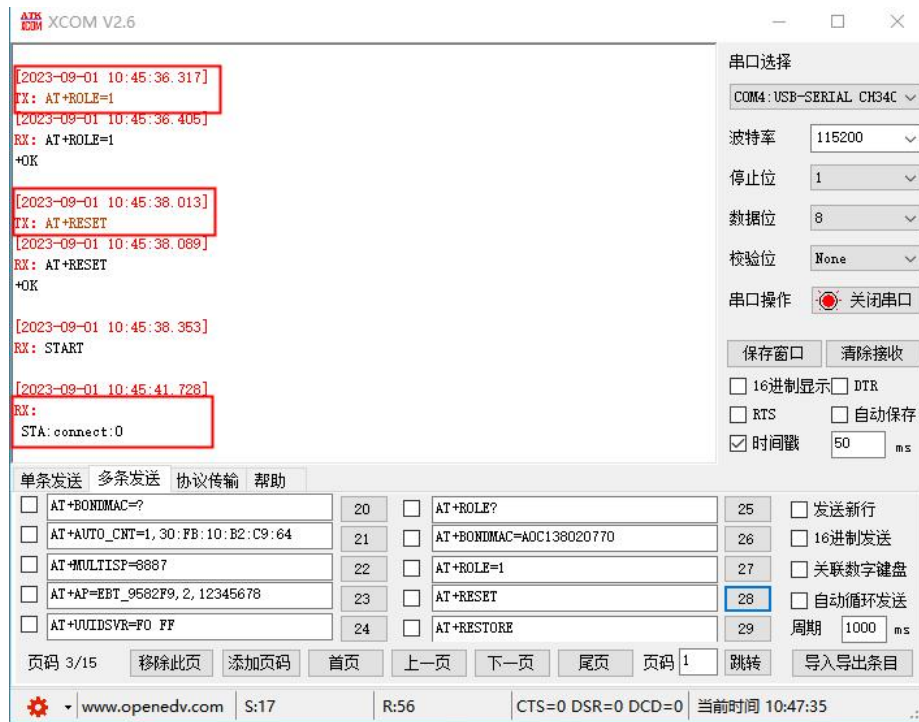 ATK XCOM XCOM V2.6
[2023-09-01 10:45:36.317]
TX: AT+ROLE=1
[2023-09-01 10:45:36.405]
RX: AT+ROLE=1
+OK
[2023-09-01 10:45:38.013]
TX: AT+RESET
[2023-09-01 10:45:38.089]
RX: AT+RESET
+OK
[2023-09-01 10:45:38.353]
RX: START
[2023-09-01 10:45:41.728]
RX:
STA:connect:0
串口选择
COM4:USB-SERIAL CH34C
波特率 115200
停止位 1
数据位 8
校验位 None
串口操作 关闭串口
保存窗口 清除接收
16进制显示 DTR
RTS 自动保存
时间戳 50 ms
单条发送 多条发送 协议传输 帮助
AT+BONDMAC=? 20 AT+ROLE? 25 发送新行
AT+AUTO_CNT=1,30:FB:10:B2:C9:64 21 AT+BONDMAC=A0C138020770 26 16进制发送
AT+MULTISP=8887 22 AT+ROLE=1 27 关联数字键盘
AT+AP=EBT_9582F9,2,12345678 23 AT+RESET 28 自动循环发送
AT+UUIDSVR=F0 FF 24 AT+RESTORE 29 周期 1000 ms
页码 3/15 移除此页 添加页码 首页 上一页 下一页 尾页 页码 1 跳转 导入导出条目
www.openedv.com S:17 R:56 CTS=0 DSR=0 DCD=0 当前时间 10:47:35